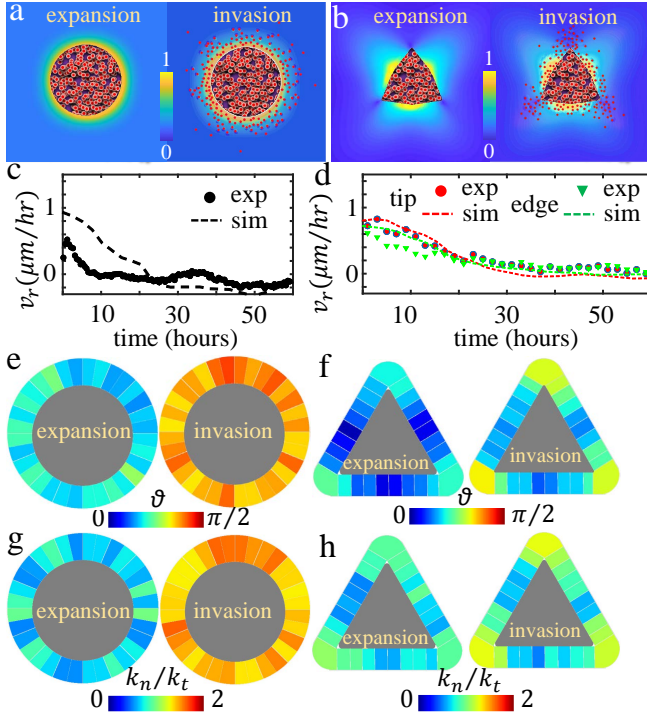 a expansion invasion
1
0
b expansion invasion
1
0
c
v_r (μm/hr)
1
0
exp
sim
10 30 50
time (hours)
d
v_r (μm/hr)
1
0
tip exp edge exp
sim sim
10 30 50
time (hours)
e expansion invasion
0 ϑ π/2
f expansion invasion
0 ϑ π/2
g expansion invasion
0 k_n/k_t 2
h expansion invasion
0 k_n/k_t 2